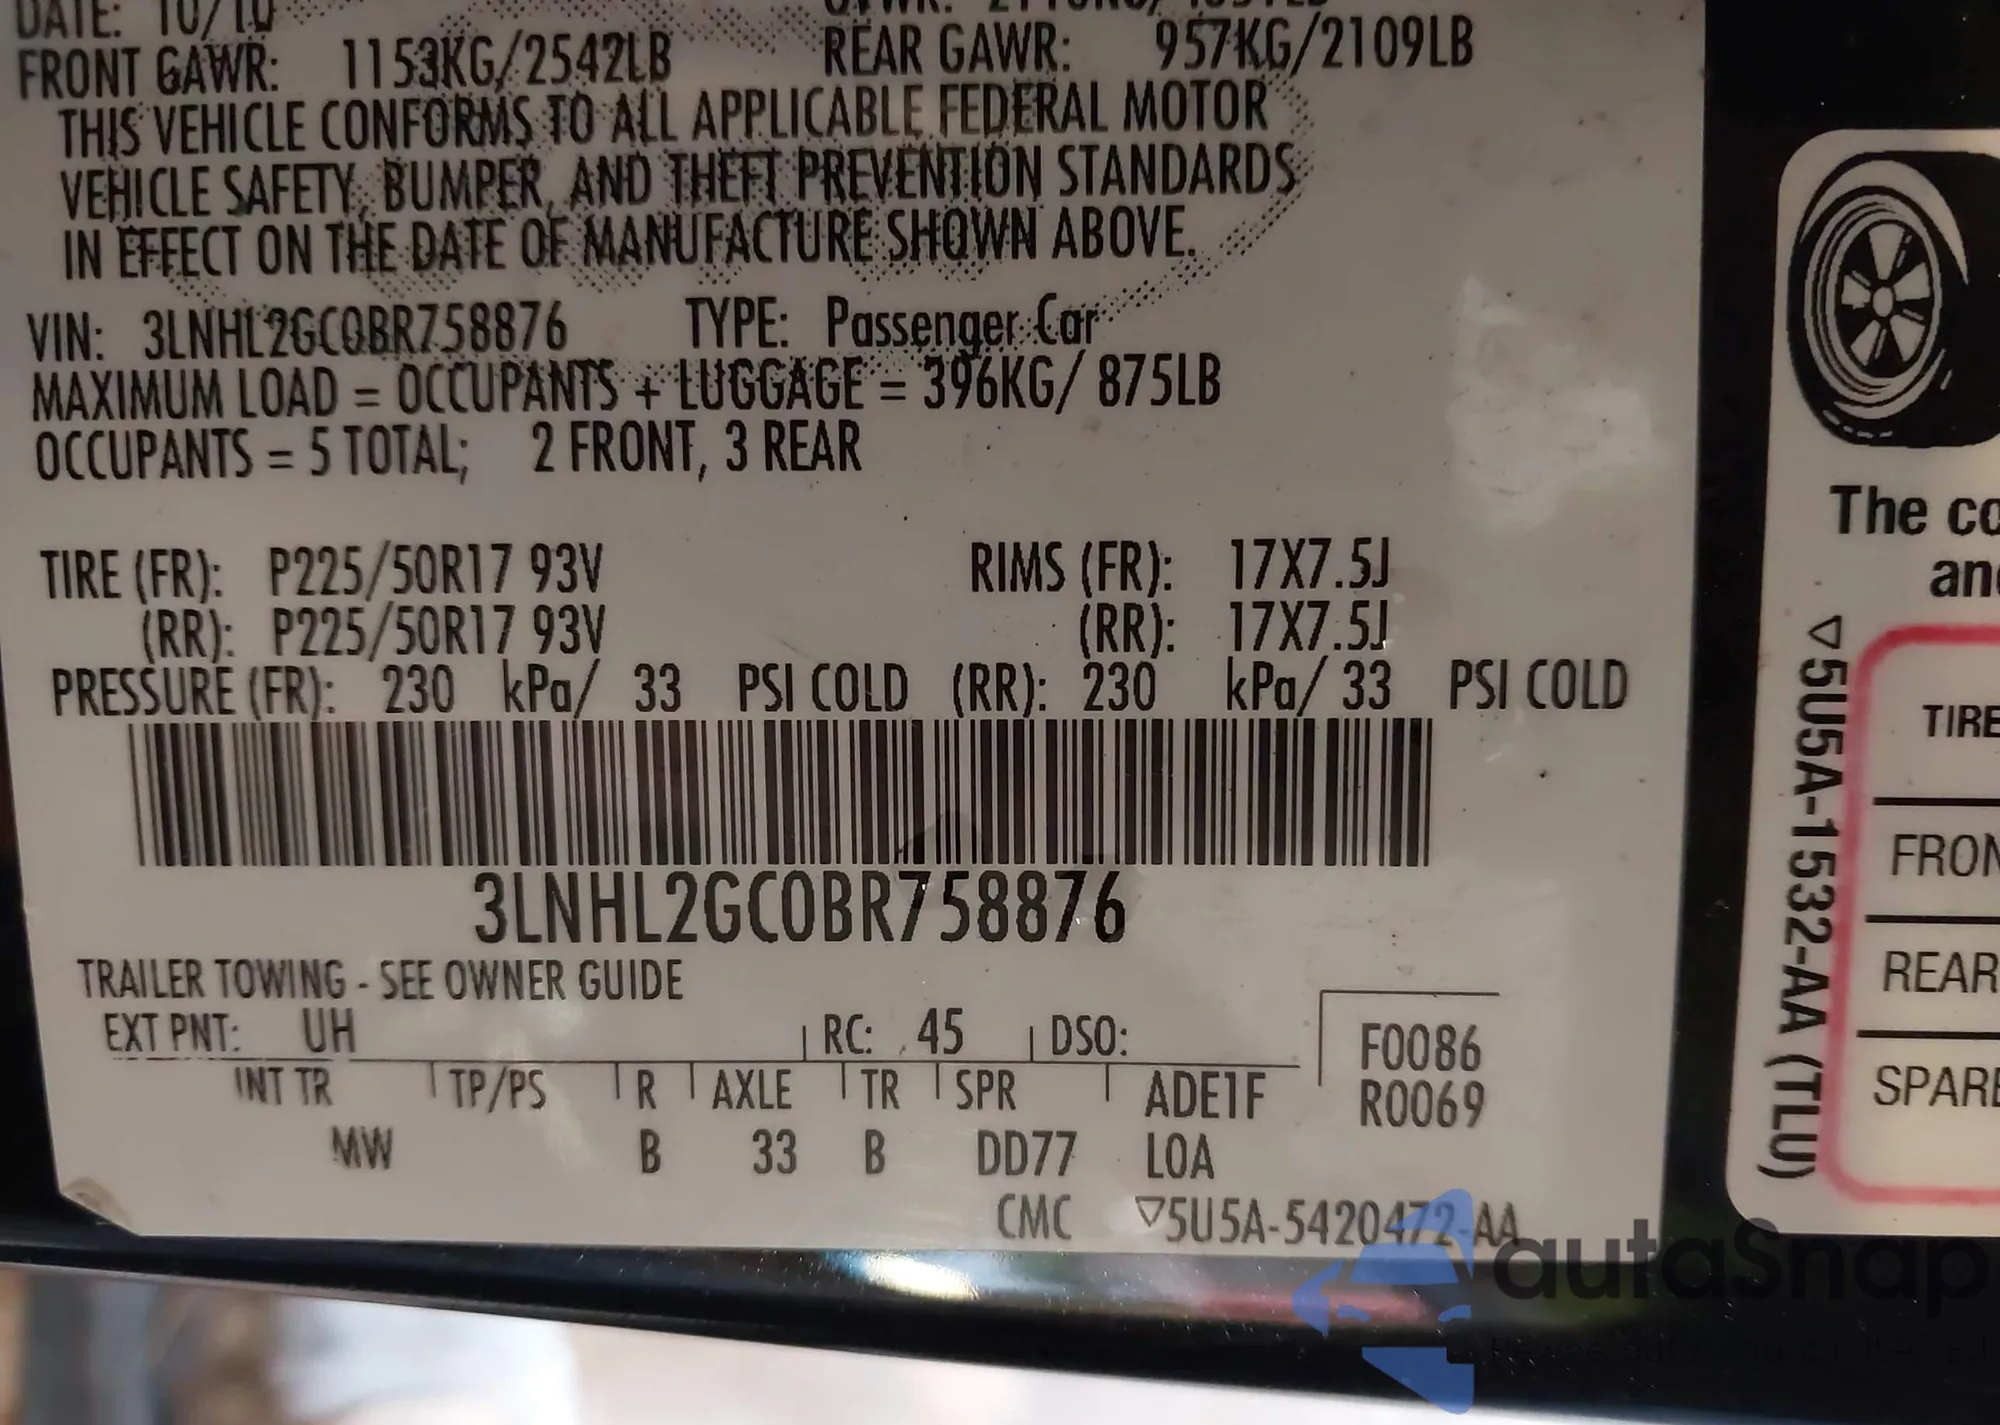 DATE: 10/10
FRONT GAWR: 1153KG/2542LB REAR GAWR: 957KG/2109LB
THIS VEHICLE CONFORMS TO ALL APPLICABLE FEDERAL MOTOR
VEHICLE SAFETY, BUMPER, AND THEFT PREVENTION STANDARDS
IN EFFECT ON THE DATE OF MANUFACTURE SHOWN ABOVE.
VIN: 3LNHL2GC0BR758876 TYPE: Passenger Car
MAXIMUM LOAD = OCCUPANTS + LUGGAGE = 396KG/ 875LB
OCCUPANTS = 5 TOTAL; 2 FRONT, 3 REAR
TIRE (FR): P225/50R17 93V RIMS (FR): 17X7.5J
(RR): P225/50R17 93V (RR): 17X7.5J
PRESSURE (FR): 230 kPa/ 33 PSI COLD (RR): 230 kPa/ 33 PSI COLD
3LNHL2GC0BR758876
TRAILER TOWING - SEE OWNER GUIDE
EXT PNT: UH RC: 45 DSO:
F0086
R0069
INT TR TP/PS R AXLE TR SPR ADE1F
MW B 33 B DD77 LOA
CMC ▽5U5A-5420472-AA
The co
and
▽5U5A-1532-AA (TLU)
TIRE
FRON
REAR
SPARE
autoSnap